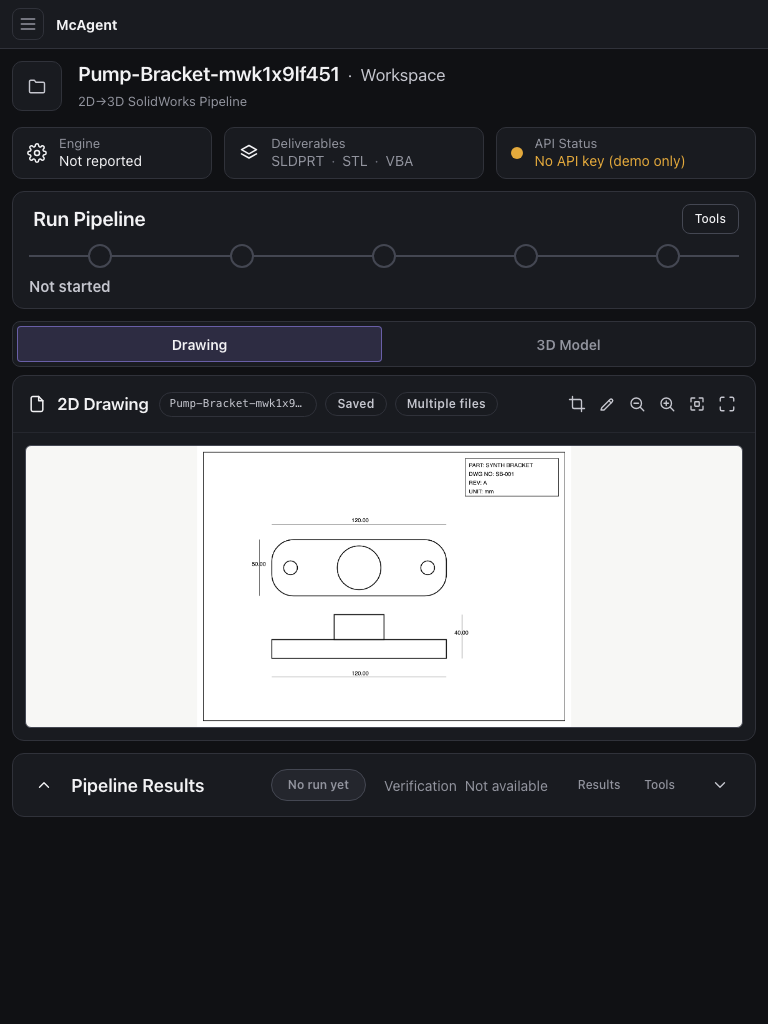 McAgent
Pump-Bracket-mwk1x9lf451 · Workspace
2D→3D SolidWorks Pipeline
Engine
Not reported
Deliverables
SLDPRT · STL · VBA
API Status
No API key (demo only)
Run Pipeline
Tools
Not started
Drawing
3D Model
2D Drawing
Pump-Bracket-mwk1x9…
Saved
Multiple files
PART: SYNTH BRACKET
DWG NO: SB-001
REV: A
UNIT: mm
120.00
50.00
40.00
120.00
Pipeline Results
No run yet
Verification Not available
Results
Tools